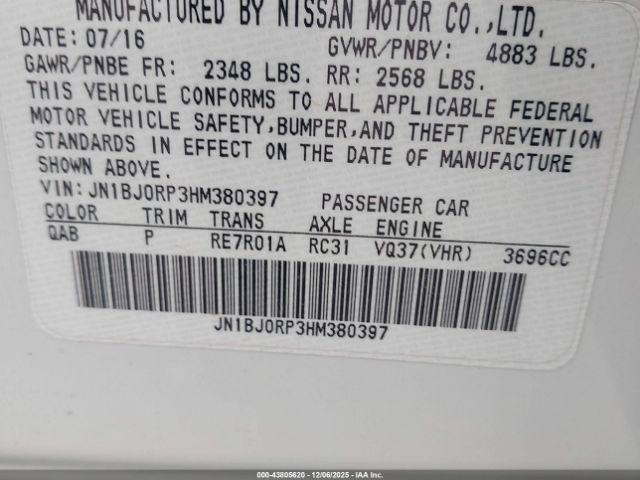 MANUFACTURED BY NISSAN MOTOR CO.,LTD.
DATE: 07/16 GVWR/PNBV: 4883 LBS.
GAWR/PNBE FR: 2348 LBS. RR: 2568 LBS.
THIS VEHICLE CONFORMS TO ALL APPLICABLE FEDERAL
MOTOR VEHICLE SAFETY,BUMPER,AND THEFT PREVENTION
STANDARDS IN EFFECT ON THE DATE OF MANUFACTURE
SHOWN ABOVE.
VIN: JN1BJ0RP3HM380397 PASSENGER CAR
COLOR TRIM TRANS AXLE ENGINE
QAB P RE7R01A RC31 VQ37(VHR) 3696CC
JN1BJ0RP3HM380397
000-43805620 - 12/06/2025 - IAA Inc.